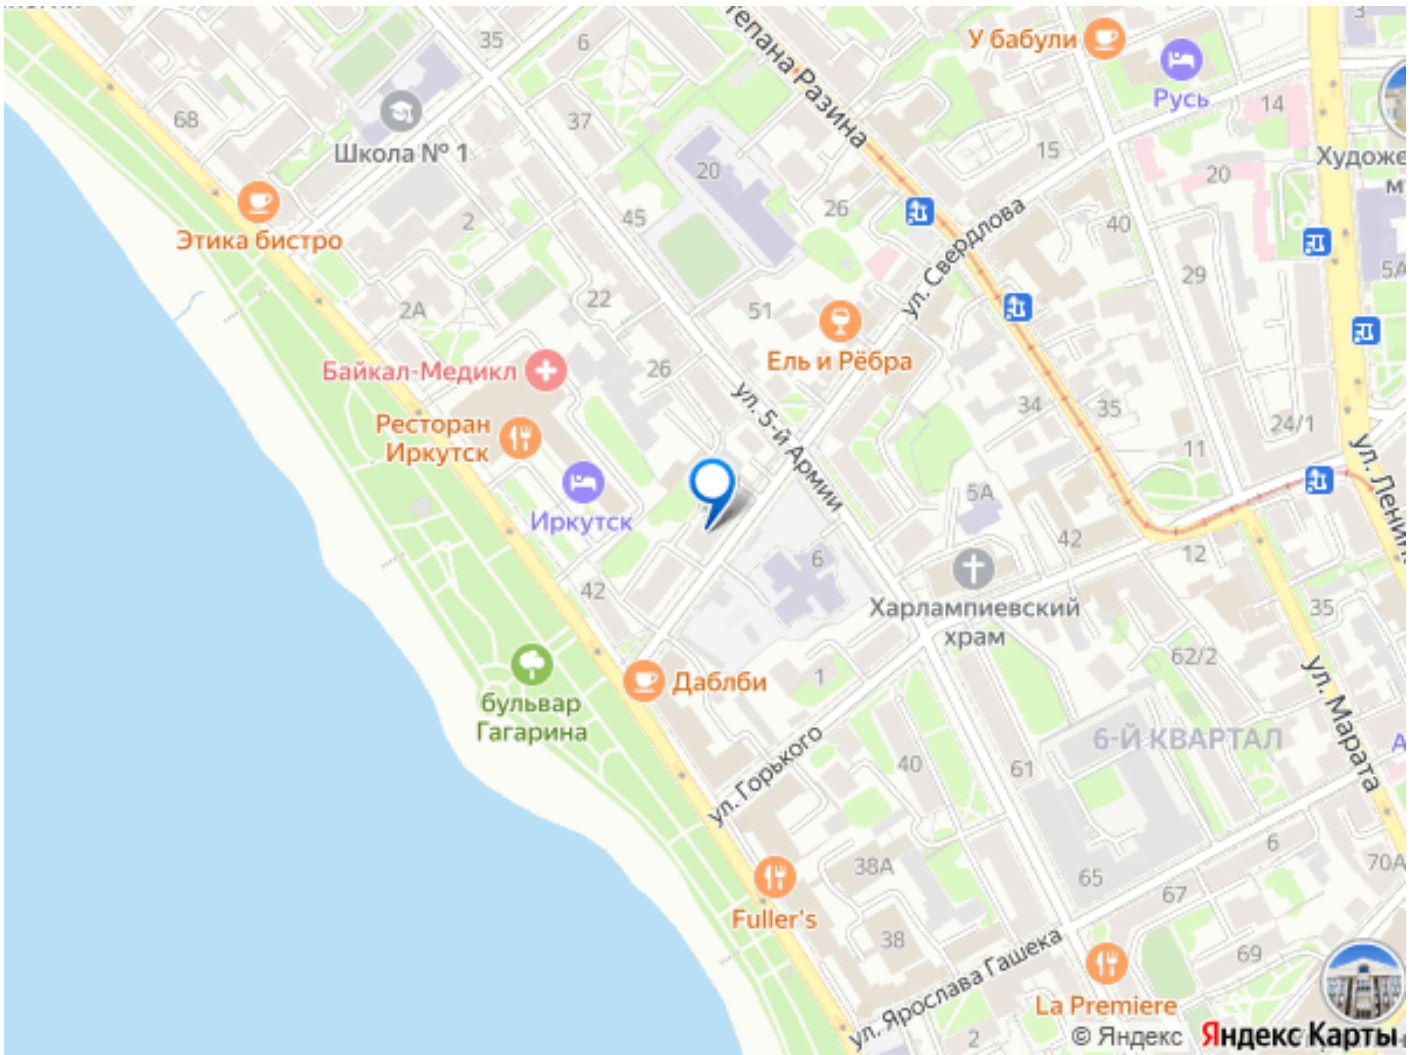 35
6
У бабули
Русь
3
14
68
Школа № 1
37
Степана Разина
15
Художе
м
20
20
2
45
26
40
Этика бистро
ул. Свердлова
29
5А
2А
22
51
Ель и Рёбра
Байкал-Медикл
26
Ресторан
Иркутск
ул. 5-й Армии
34
35
24/1
11
ул. Ленин
5А
Иркутск
6
42
12
42
Харлампиевский
храм
35
62/2
Даблби
1
ул. Марата
бульвар
Гагарина
6-Й КВАРТАЛ
А
ул. Горького
40
61
6
38А
65
70А
67
Fuller's
38
69
ул. Ярослава Гашека
La Premiere
2
© Яндекс
Яндекс Карты